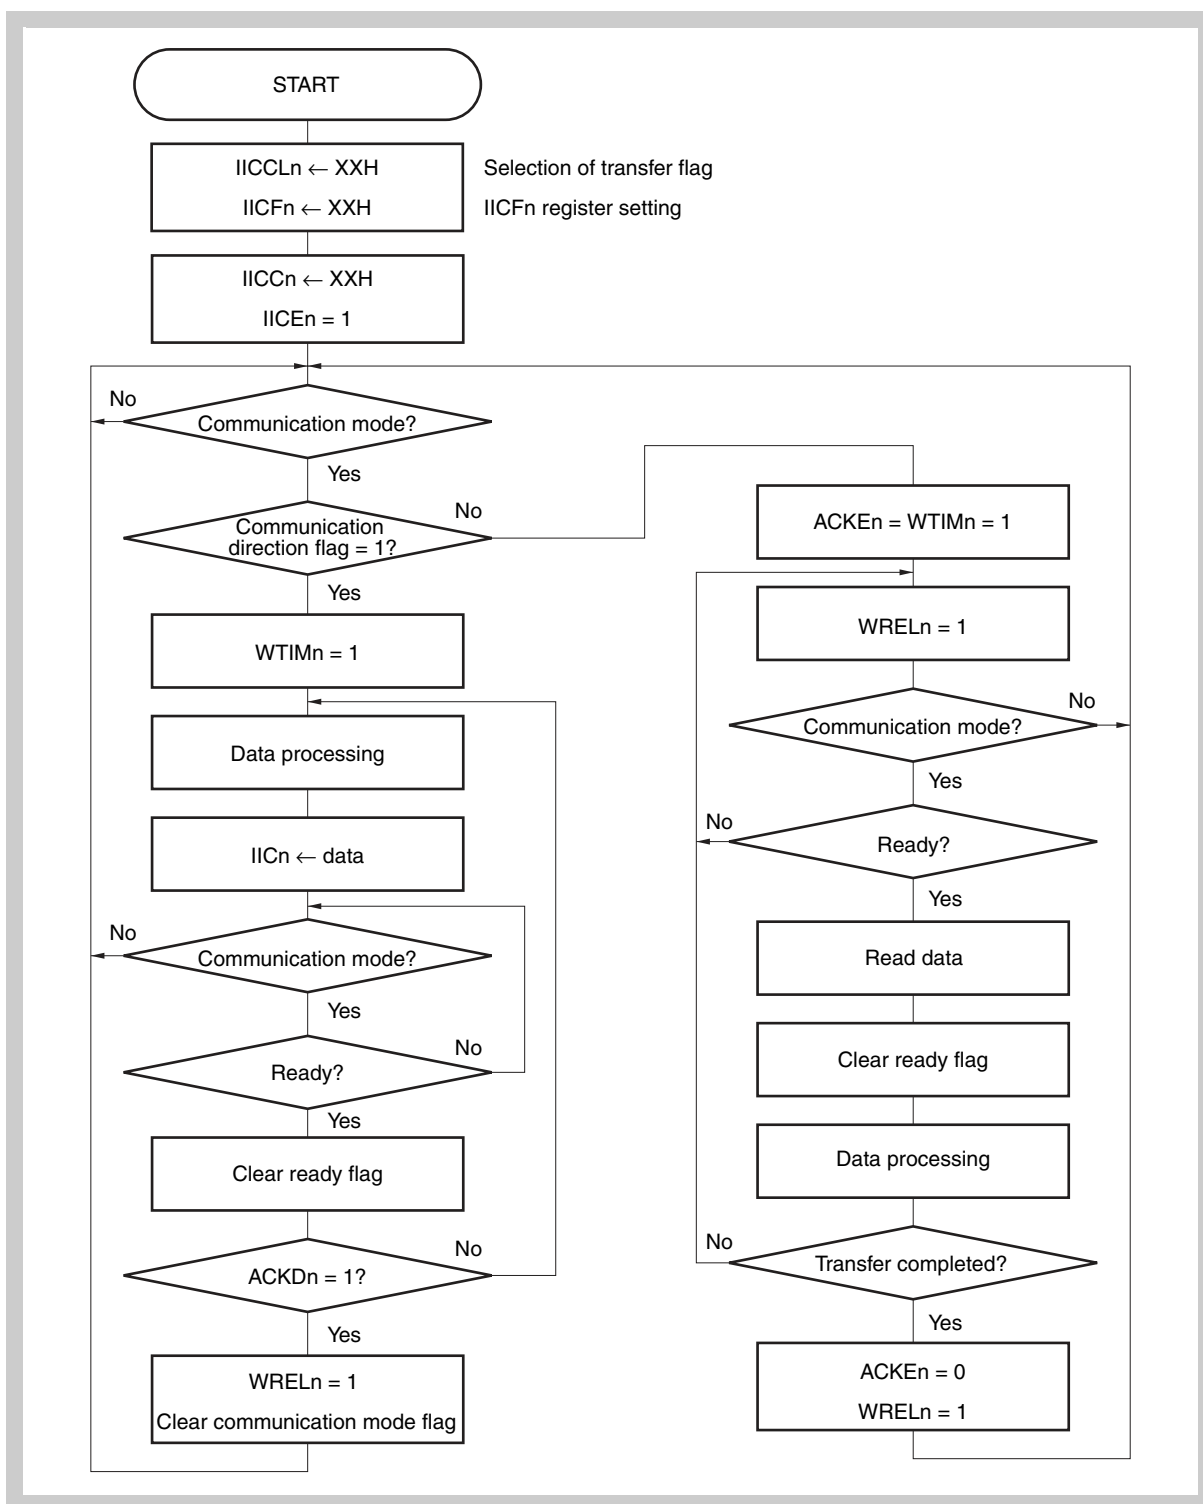 START
IICCLn ← XXH
Selection of transfer flag
IICFn ← XXH
IICFn register setting
IICCn ← XXH
IICEn = 1
No
Communication mode?
Yes
No
Communication
direction flag = 1?
Yes
WTIMn = 1
Data processing
IICn ← data
No
Communication mode?
Yes
No
Ready?
Yes
Clear ready flag
No
ACKDn = 1?
Yes
WRELn = 1
Clear communication mode flag
ACKEn = WTIMn = 1
WRELn = 1
No
Communication mode?
Yes
No
Ready?
Yes
Read data
Clear ready flag
Data processing
No
Transfer completed?
Yes
ACKEn = 0
WRELn = 1